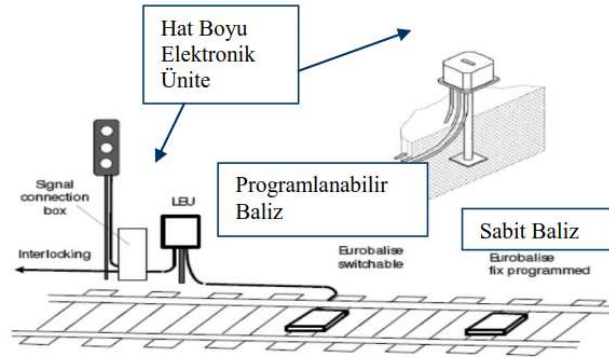 Hat Boyu
Elektronik
Ünite
Signal
connection
box
LEU
Interlocking
Programlanabilir
Baliz
Eurobalise
switchable
Sabit Baliz
Eurobalise
fix programmed